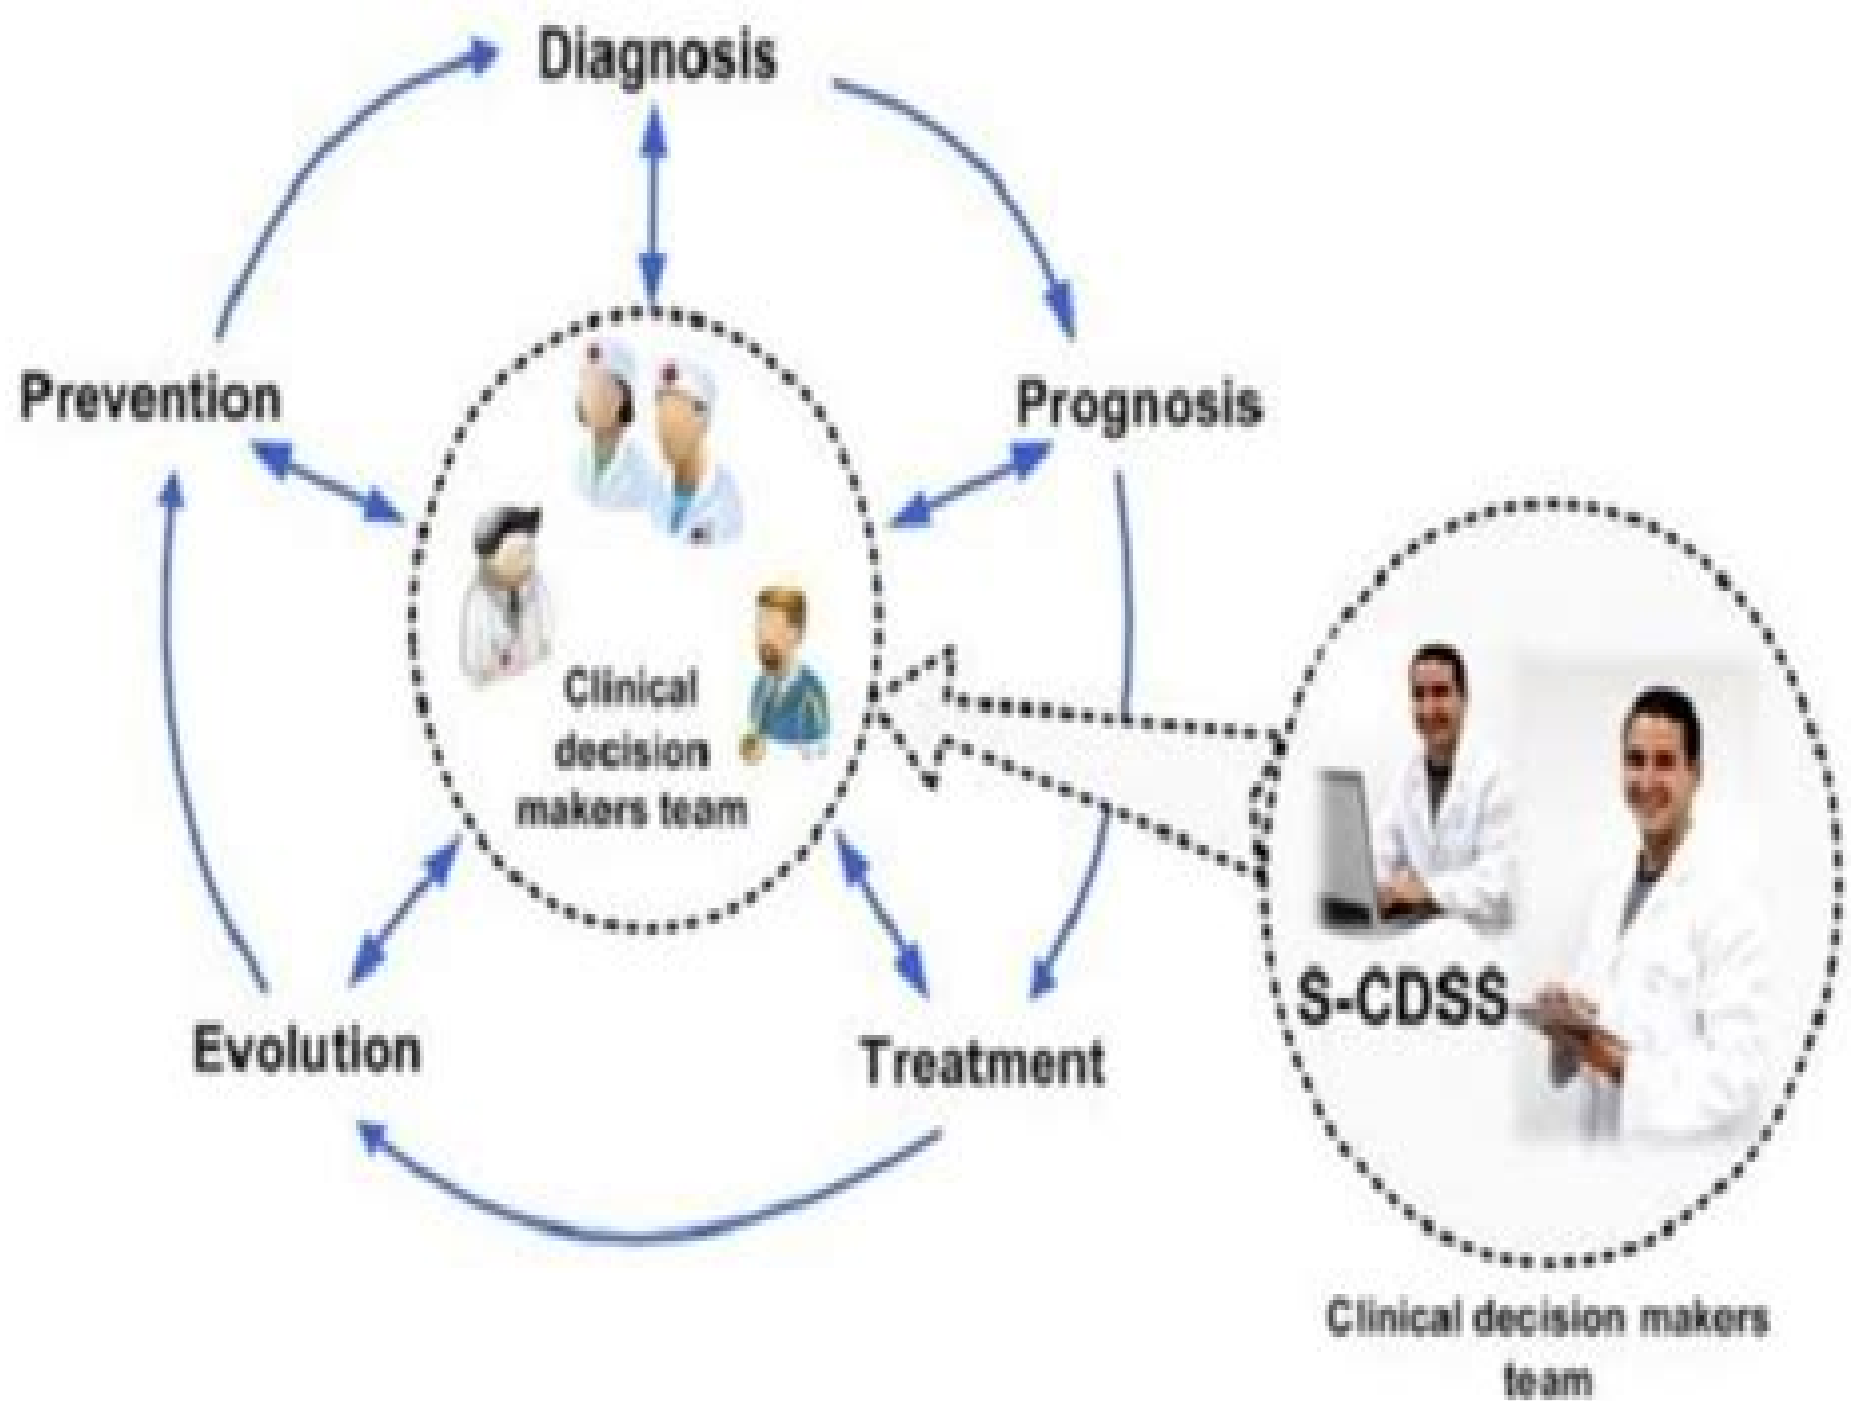 Diagnosis
Prevention
Prognosis
Clinical
decision
makers team
S-CDSS
Evolution
Treatment
Clinical decision makers
team